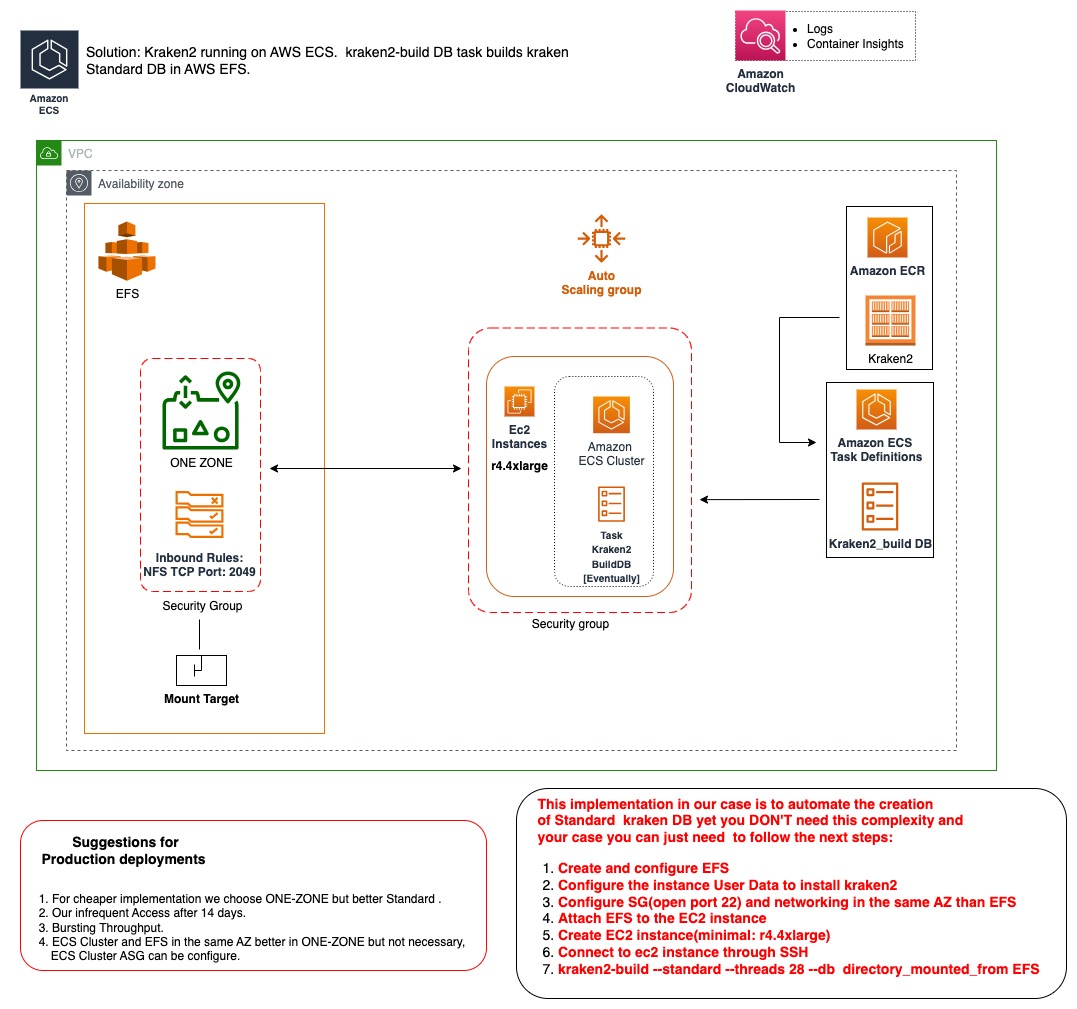 Solution: Kraken2 running on AWS ECS.  kraken2-build DB task builds kraken
Standard DB in AWS EFS.
Amazon
ECS
Logs
Container Insights
Amazon
CloudWatch
VPC
Availability zone
EFS
ONE ZONE
Inbound Rules:
NFS TCP Port: 2049
Security Group
Mount Target
Auto
Scaling group
Ec2
Instances
r4.4xlarge
Amazon
ECS Cluster
Task
Kraken2
BuildDB
[Eventually]
Security group
Amazon ECR
Kraken2
Amazon ECS
Task Definitions
Kraken2_build DB
Suggestions for
Production deployments
1. For cheaper implementation we choose ONE-ZONE but better Standard .
2. Our infrequent Access after 14 days.
3. Bursting Throughput.
4. ECS Cluster and EFS in the same AZ better in ONE-ZONE but not necessary,
ECS Cluster ASG can be configure.
This implementation in our case is to automate the creation
of Standard  kraken DB yet you DON'T need this complexity and
your case you can just need  to follow the next steps:
1. Create and configure EFS
2. Configure the instance User Data to install kraken2
3. Configure SG(open port 22) and networking in the same AZ than EFS
4. Attach EFS to the EC2 instance
5. Create EC2 instance(minimal: r4.4xlarge)
6. Connect to ec2 instance through SSH
7. kraken2-build --standard --threads 28 --db  directory_mounted_from EFS